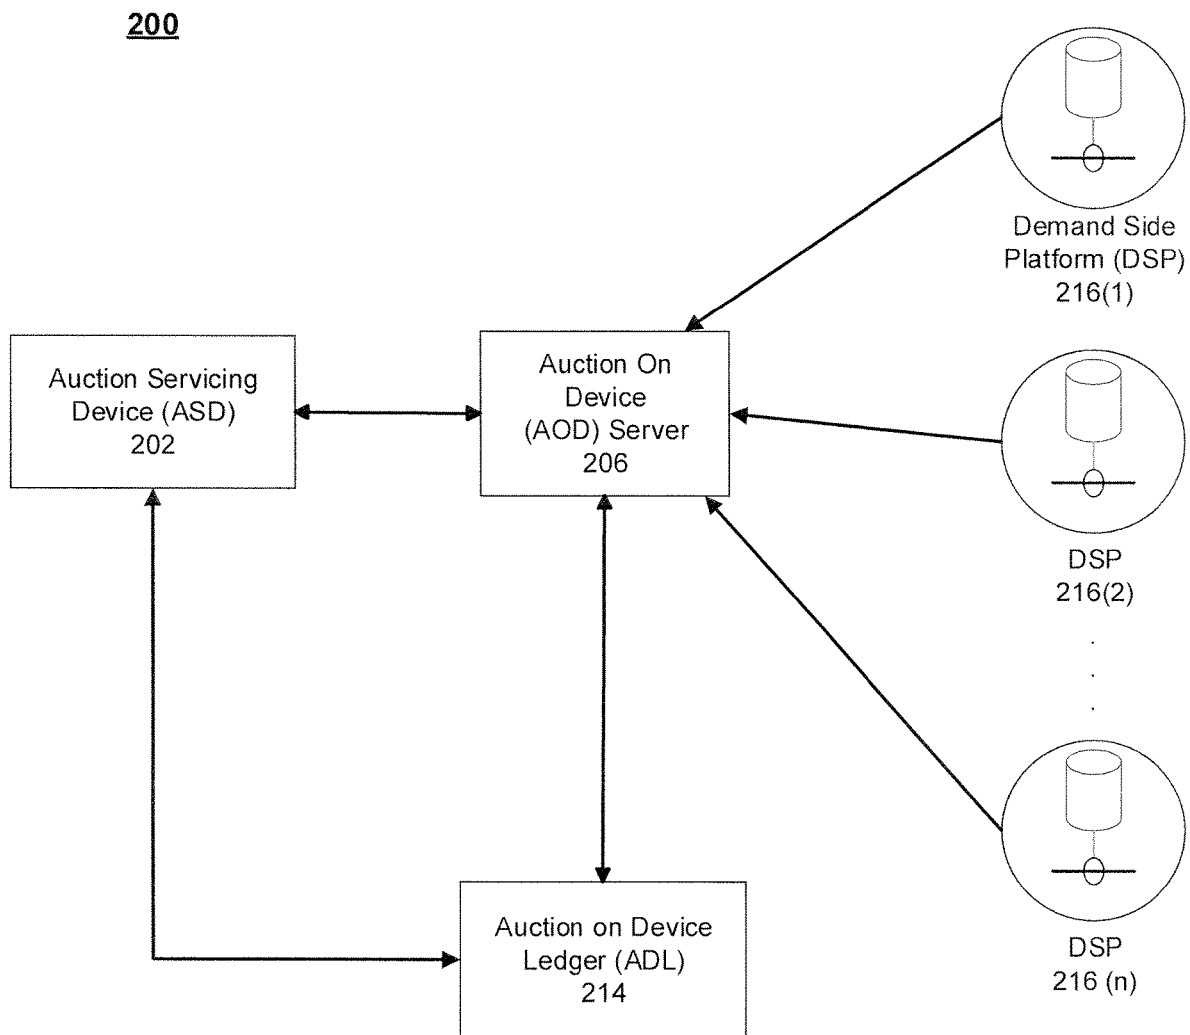 200
Demand Side
Platform (DSP)
216(1)
Auction Servicing
Device (ASD)
202
Auction On
Device
(AOD) Server
206
DSP
216(2)
.
.
.
Auction on Device
Ledger (ADL)
214
DSP
216 (n)